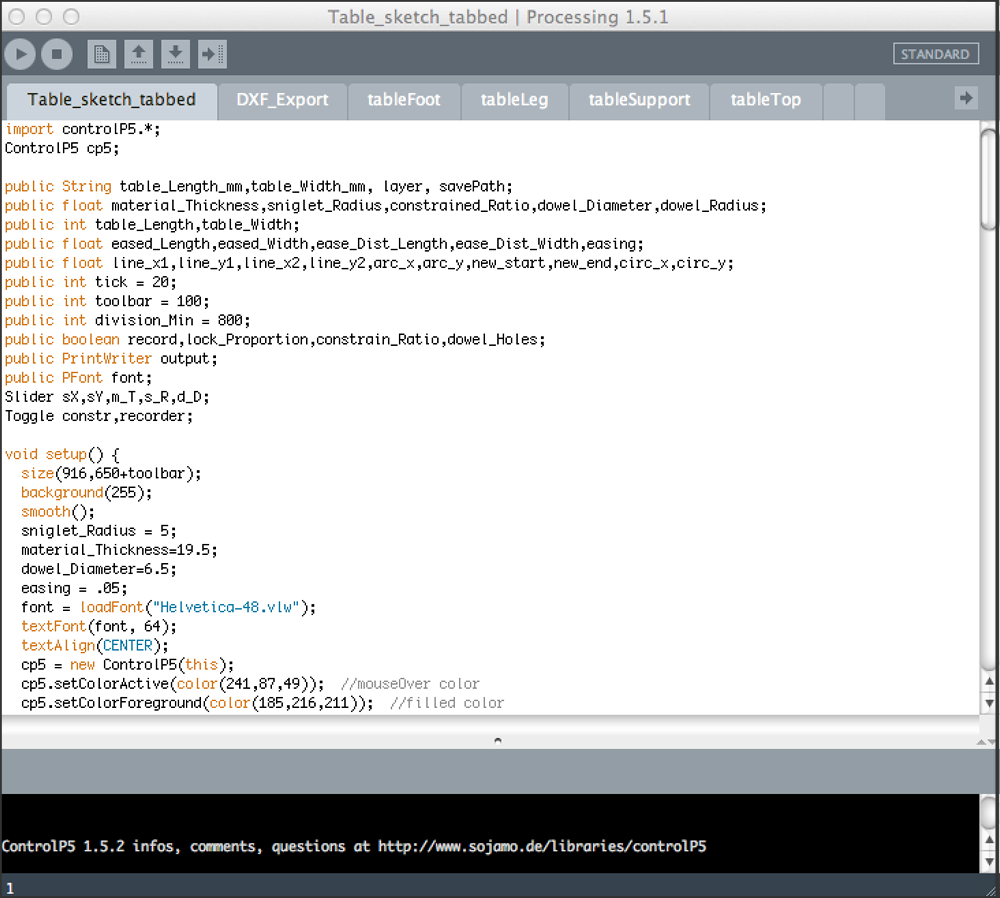 Table_sketch_tabbed | Processing 1.5.1
STANDARD
Table_sketch_tabbed DXF_Export tableFoot tableLeg tableSupport tableTop
import controlP5.*;
ControlP5 cp5;
public String table_Length_mm,table_Width_mm, layer, savePath;
public float material_Thickness,sniglet_Radius,constrained_Ratio,dowel_Diameter,dowel_Radius;
public int table_Length,table_Width;
public float eased_Length,eased_Width,ease_Dist_Length,ease_Dist_Width,easing;
public float line_x1,line_y1,line_x2,line_y2,arc_x,arc_y,new_start,new_end,circ_x,circ_y;
public int tick = 20;
public int toolbar = 100;
public int division_Min = 800;
public boolean record,lock_Proportion,constrain_Ratio,dowel_Holes;
public PrintWriter output;
public PFont font;
Slider sX,sY,m_T,s_R,d_D;
Toggle constr,recorder;
void setup() {
size(916,650+toolbar);
background(255);
smooth();
sniglet_Radius = 5;
material_Thickness=19.5;
dowel_Diameter=6.5;
easing = .05;
font = loadFont("Helvetica-48.vlw");
textFont(font, 64);
textAlign(CENTER);
cp5 = new ControlP5(this);
cp5.setColorActive(color(241,87,49)); //mouseOver color
cp5.setColorForeground(color(185,216,211)); //filled color
ControlP5 1.5.2 infos, comments, questions at http://www.sojamo.de/libraries/controlP5
1